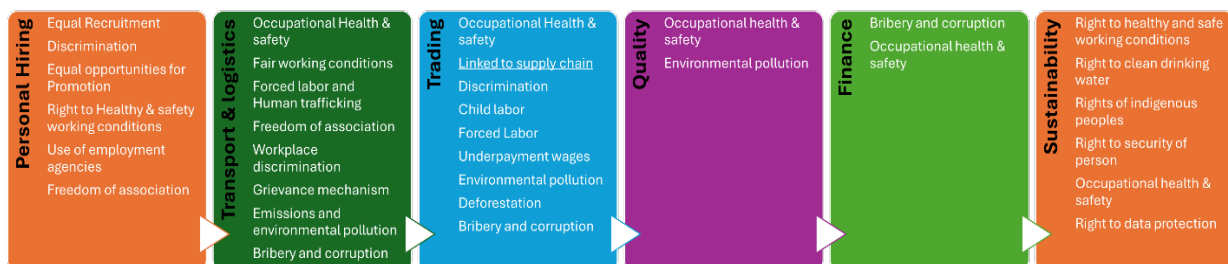 Personal Hiring
Equal Recruitment
Discrimination
Equal opportunities for
Promotion
Right to Healthy & safety
working conditions
Use of employment
agencies
Freedom of association
Transport & logistics
Occupational Health &
safety
Fair working conditions
Forced labor and
Human trafficking
Freedom of association
Workplace
discrimination
Grievance mechanism
Emissions and
environmental pollution
Bribery and corruption
Trading
Occupational Health &
safety
Linked to supply chain
Discrimination
Child labor
Forced Labor
Underpayment wages
Environmental pollution
Deforestation
Bribery and corruption
Quality
Occupational health &
safety
Environmental pollution
Finance
Bribery and corruption
Occupational health &
safety
Sustainability
Right to healthy and safe
working conditions
Right to clean drinking
water
Rights of indigenous
peoples
Right to security of
person
Occupational health &
safety
Right to data protection